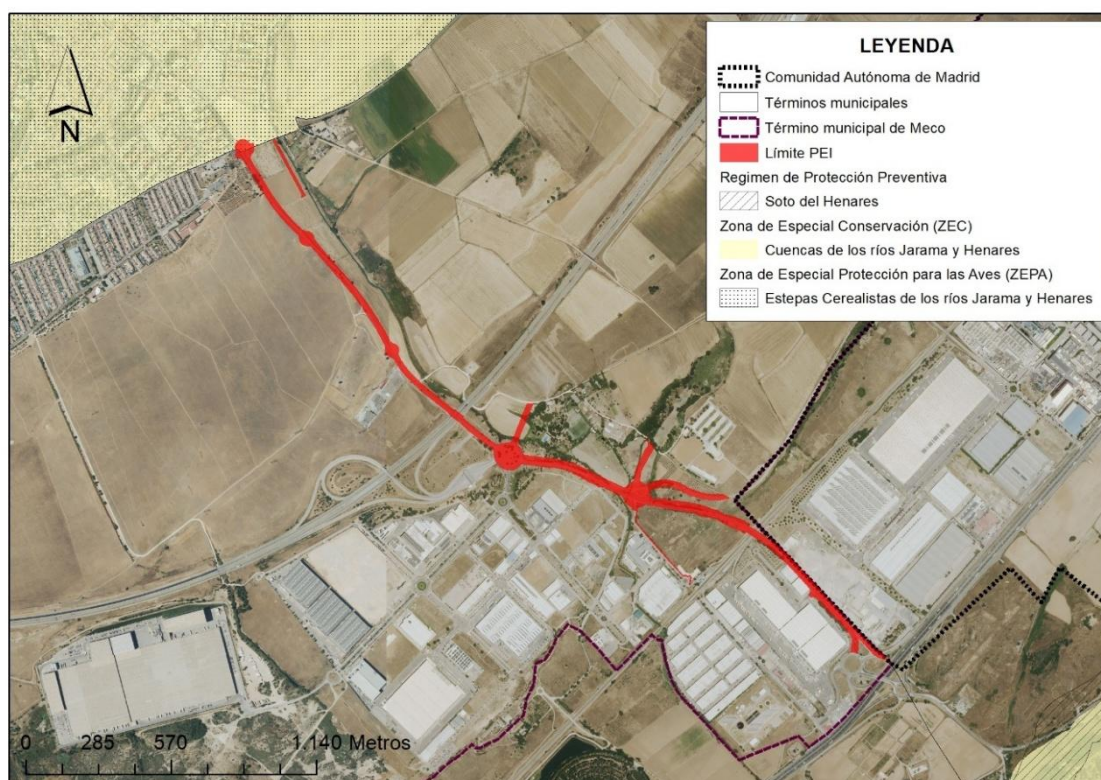 LEYENDA
Comunidad Autónoma de Madrid
Términos municipales
Término municipal de Meco
Límite PEI
Regimen de Protección Preventiva
Soto del Henares
Zona de Especial Conservación (ZEC)
Cuencas de los ríos Jarama y Henares
Zona de Especial Protección para las Aves (ZEPA)
Estepas Cerealistas de los ríos Jarama y Henares
N
0 285 570 1.140 Metros